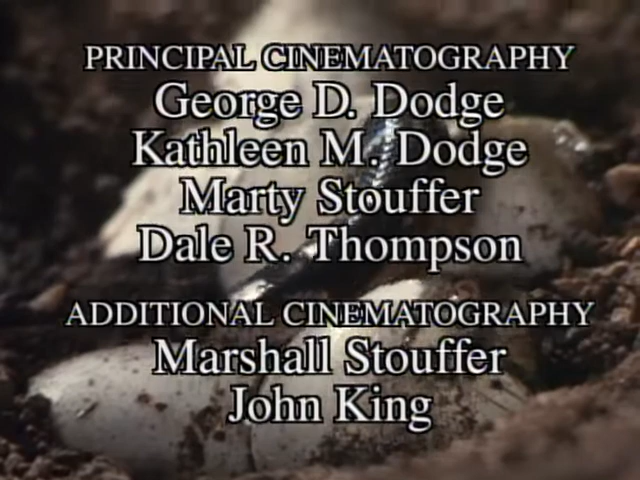 PRINCIPAL CINEMATOGRAPHY
George D. Dodge
Kathleen M. Dodge
Marty Stouffer
Dale R. Thompson
ADDITIONAL CINEMATOGRAPHY
Marshall Stouffer
John King